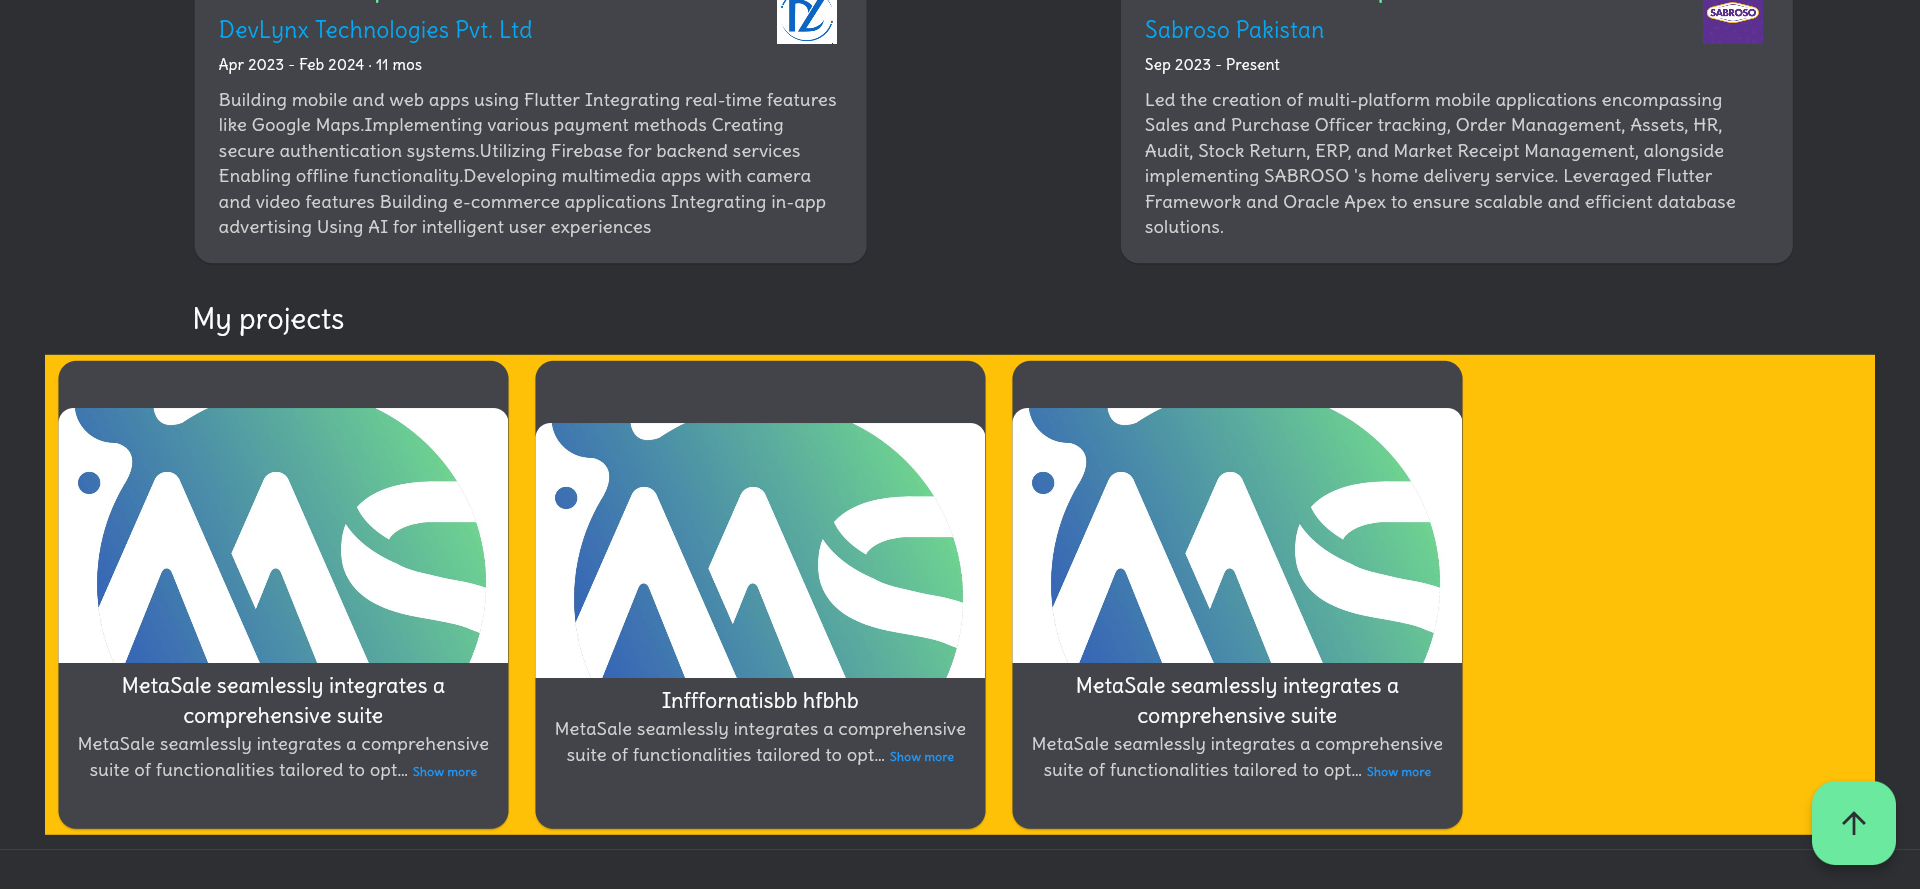 DevLynx Technologies Pvt. Ltd
Apr 2023 - Feb 2024 · 11 mos
Building mobile and web apps using Flutter Integrating real-time features
like Google Maps.Implementing various payment methods Creating
secure authentication systems.Utilizing Firebase for backend services
Enabling offline functionality.Developing multimedia apps with camera
and video features Building e-commerce applications Integrating in-app
advertising Using AI for intelligent user experiences
SABROSO
Sabroso Pakistan
Sep 2023 - Present
Led the creation of multi-platform mobile applications encompassing
Sales and Purchase Officer tracking, Order Management, Assets, HR,
Audit, Stock Return, ERP, and Market Receipt Management, alongside
implementing SABROSO 's home delivery service. Leveraged Flutter
Framework and Oracle Apex to ensure scalable and efficient database
solutions.
My projects
MetaSale seamlessly integrates a
comprehensive suite
MetaSale seamlessly integrates a comprehensive
suite of functionalities tailored to opt... Show more
Infffornatisbb hfbhb
MetaSale seamlessly integrates a comprehensive
suite of functionalities tailored to opt... Show more
MetaSale seamlessly integrates a
comprehensive suite
MetaSale seamlessly integrates a comprehensive
suite of functionalities tailored to opt... Show more